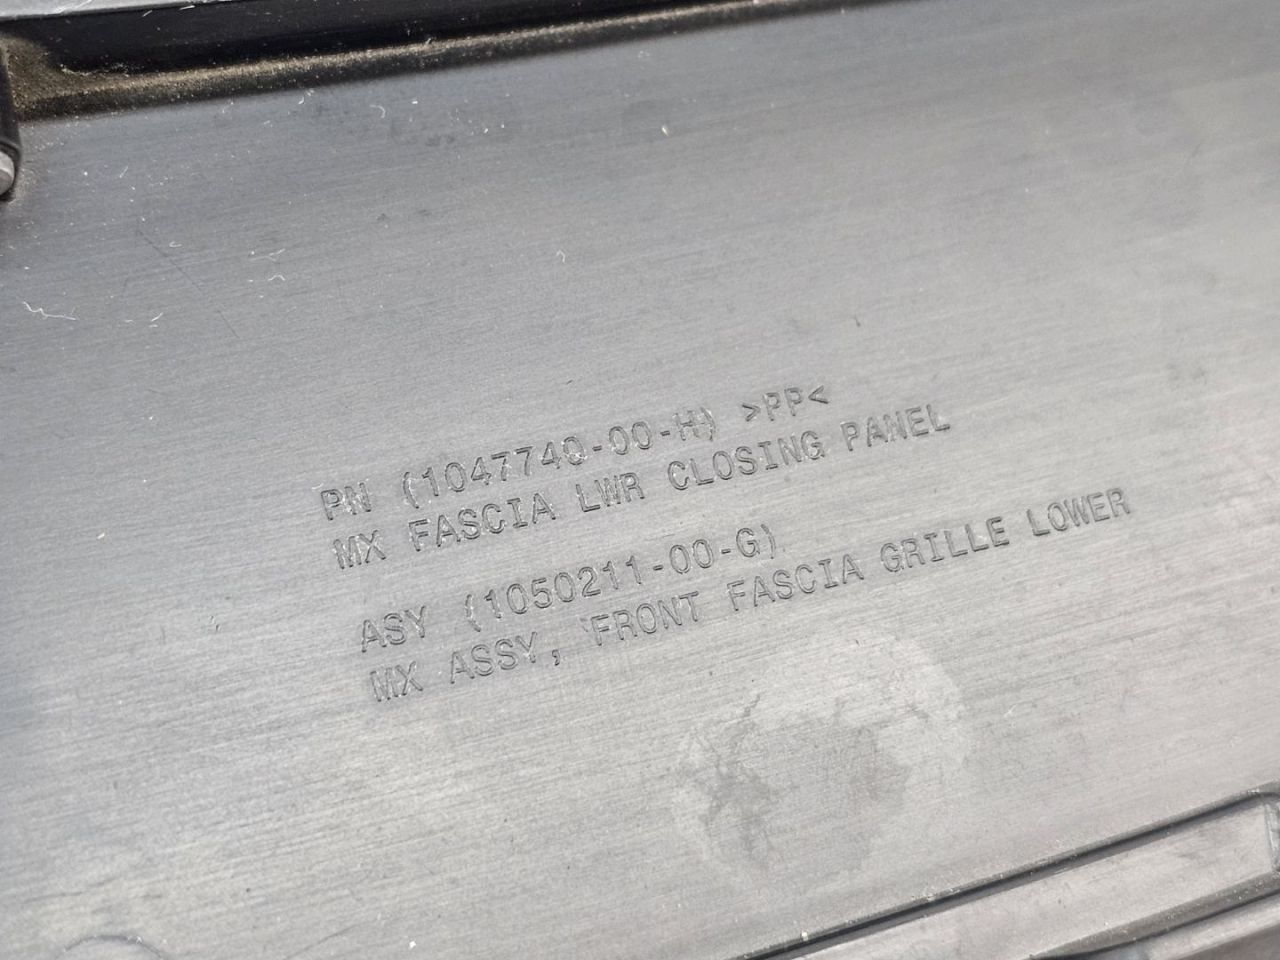 PN (1047740-00-H) >PP<
MX FASCIA LWR CLOSING PANEL
ASY (1050211-00-G)
MX ASSY, FRONT FASCIA GRILLE LOWER